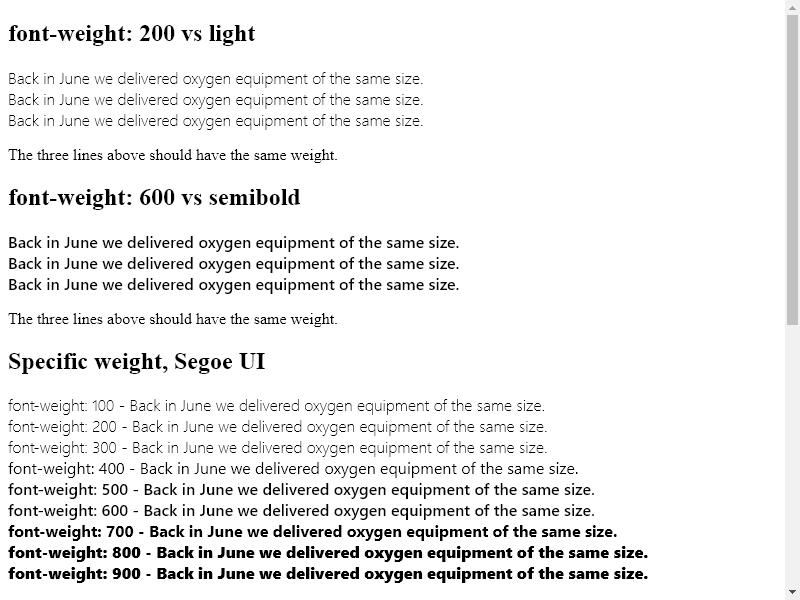 font-weight: 200 vs light
Back in June we delivered oxygen equipment of the same size.
Back in June we delivered oxygen equipment of the same size.
Back in June we delivered oxygen equipment of the same size.
The three lines above should have the same weight.
font-weight: 600 vs semibold
Back in June we delivered oxygen equipment of the same size.
Back in June we delivered oxygen equipment of the same size.
Back in June we delivered oxygen equipment of the same size.
The three lines above should have the same weight.
Specific weight, Segoe UI
font-weight: 100 - Back in June we delivered oxygen equipment of the same size.
font-weight: 200 - Back in June we delivered oxygen equipment of the same size.
font-weight: 300 - Back in June we delivered oxygen equipment of the same size.
font-weight: 400 - Back in June we delivered oxygen equipment of the same size.
font-weight: 500 - Back in June we delivered oxygen equipment of the same size.
font-weight: 600 - Back in June we delivered oxygen equipment of the same size.
font-weight: 700 - Back in June we delivered oxygen equipment of the same size.
font-weight: 800 - Back in June we delivered oxygen equipment of the same size.
font-weight: 900 - Back in June we delivered oxygen equipment of the same size.